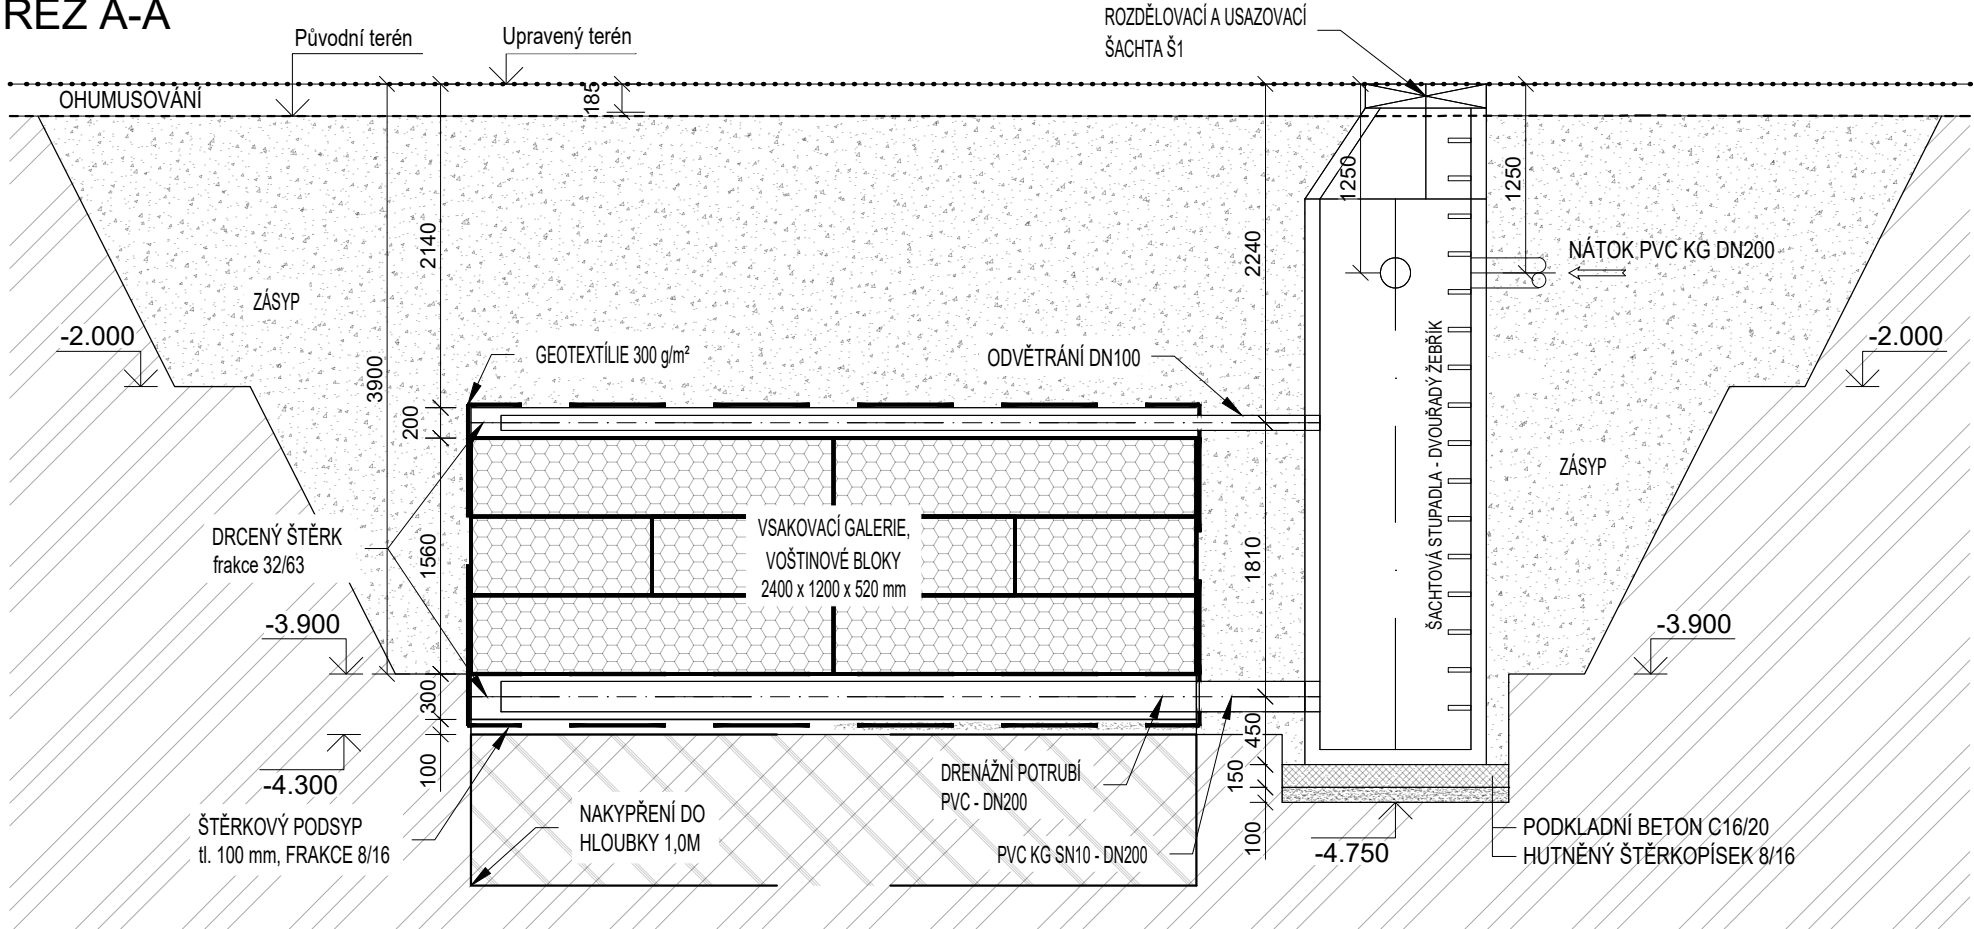 ŘEZ A-A
Původní terén
Upravený terén
ROZDĚLOVACÍ A USAZOVACÍ
ŠACHTA Š1
OHUMUSOVÁNÍ
185
1250
1250
2140
2240
NÁTOK PVC KG DN200
ZÁSYP
-2.000
-2.000
GEOTEXTÍLIE 300 g/m²
ODVĚTRÁNÍ DN100
3900
200
ŠACHTOVÁ STUPADLA - DVOUŘADÝ ŽEBŘÍK
ZÁSYP
DRCENÝ ŠTĚRK
frakce 32/63
1560
VSAKOVACÍ GALERIE,
VOŠTINOVÉ BLOKY
2400 x 1200 x 520 mm
1810
-3.900
-3.900
300
450
100
-4.300
DRENÁŽNÍ POTRUBÍ
PVC - DN200
150
ŠTĚRKOVÝ PODSYP
tl. 100 mm, FRAKCE 8/16
NAKYPŘENÍ DO
HLOUBKY 1,0M
PVC KG SN10 - DN200
100
-4.750
PODKLADNÍ BETON C16/20
HUTNĚNÝ ŠTĚRKOPÍSEK 8/16